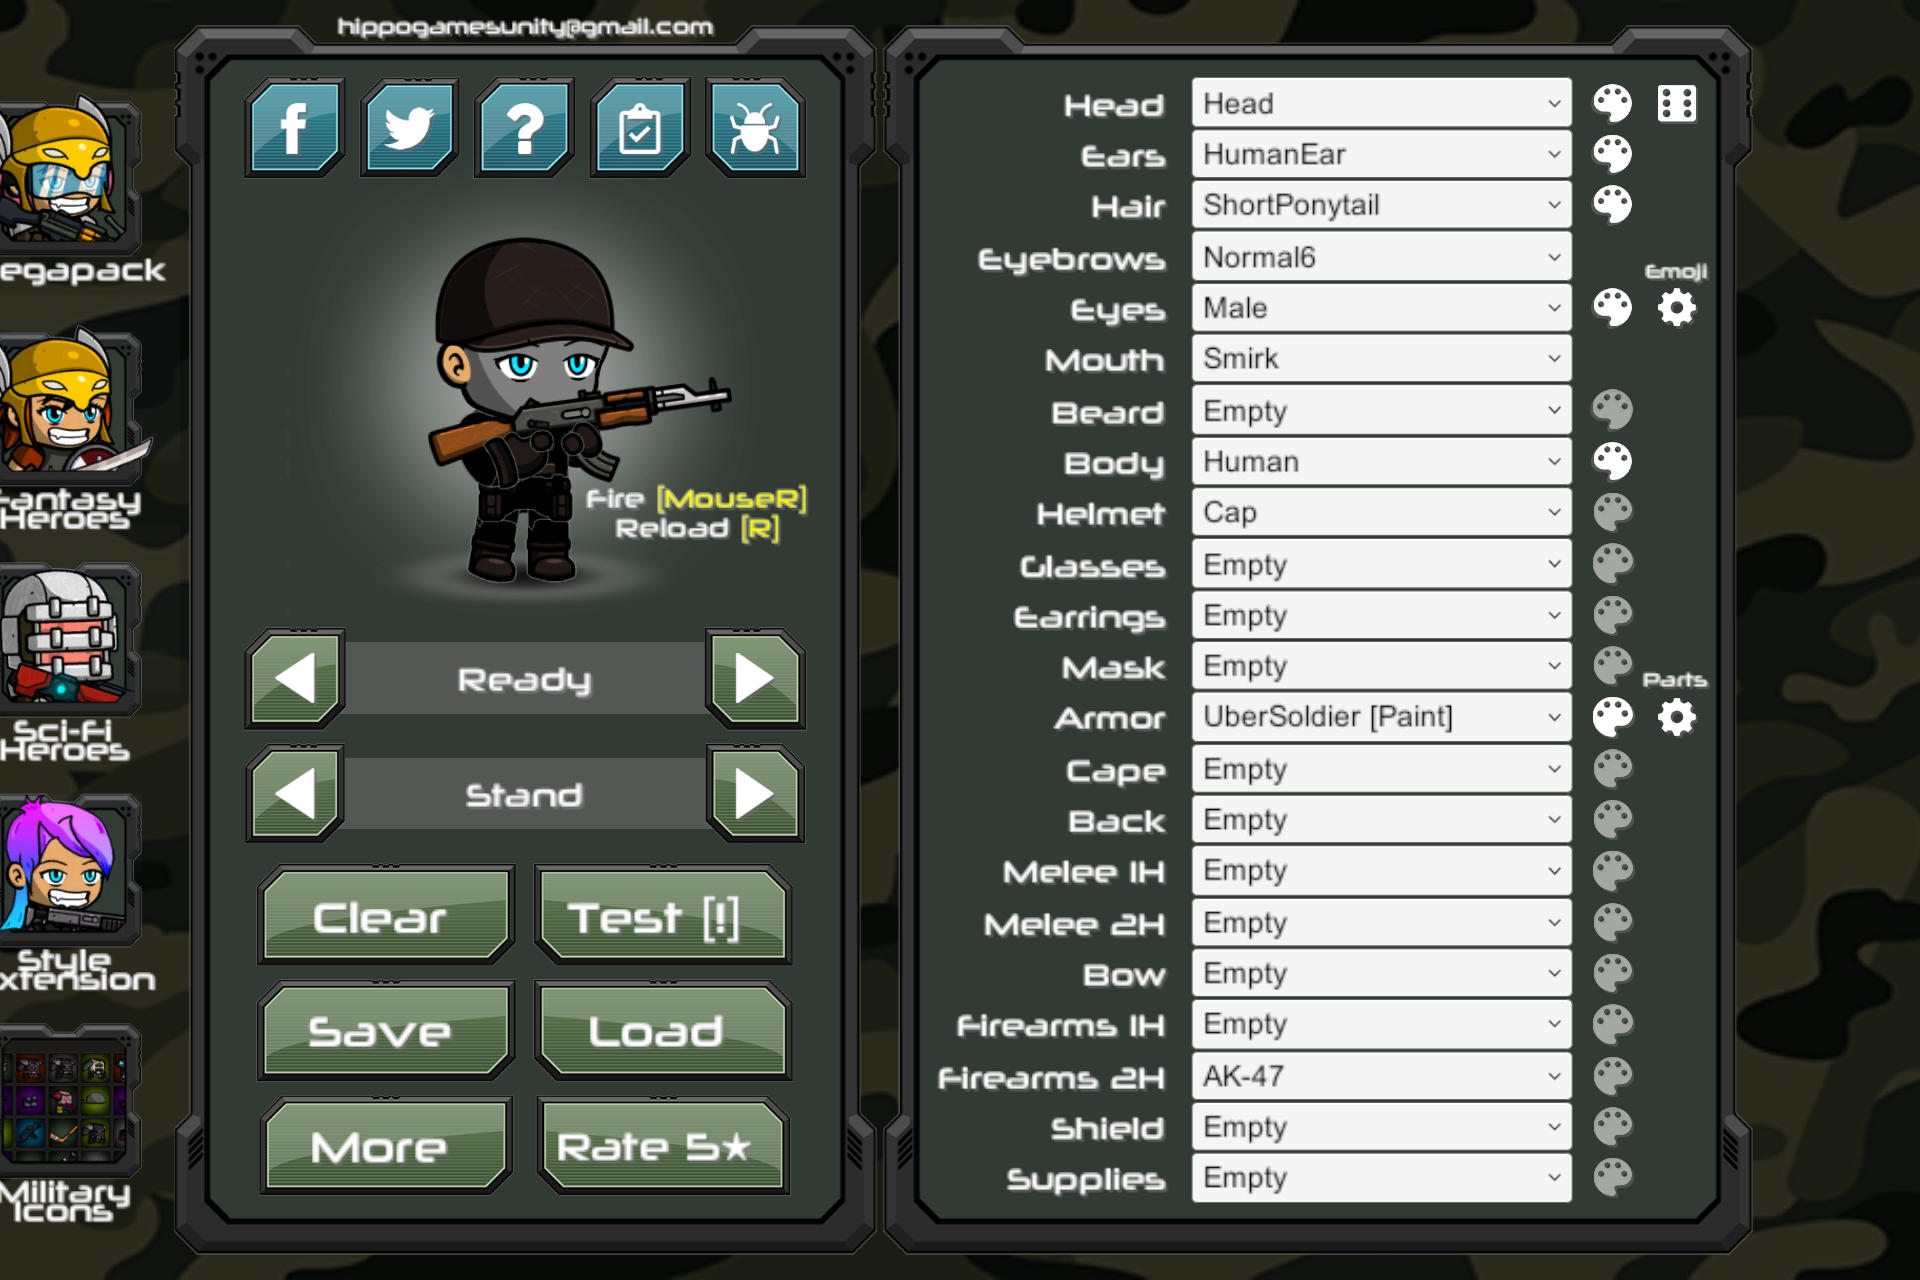 hippogamesunity@gmail.com
egapack
Fantasy
Heroes
Sci-Fi
Heroes
Style
xtension
Military
Icons
Fire [MouseR]
Reload [R]
Ready
Stand
Clear
Test [!]
Save
Load
More
Rate 5★
Head Head
Ears HumanEar
Hair ShortPonytail
Eyebrows Normal6
Emoji
Eyes Male
Mouth Smirk
Beard Empty
Body Human
Helmet Cap
Glasses Empty
Earrings Empty
Mask Empty
Parts
Armor UberSoldier [Paint]
Cape Empty
Back Empty
Melee 1H Empty
Melee 2H Empty
Bow Empty
Firearms 1H Empty
Firearms 2H AK-47
Shield Empty
Supplies Empty